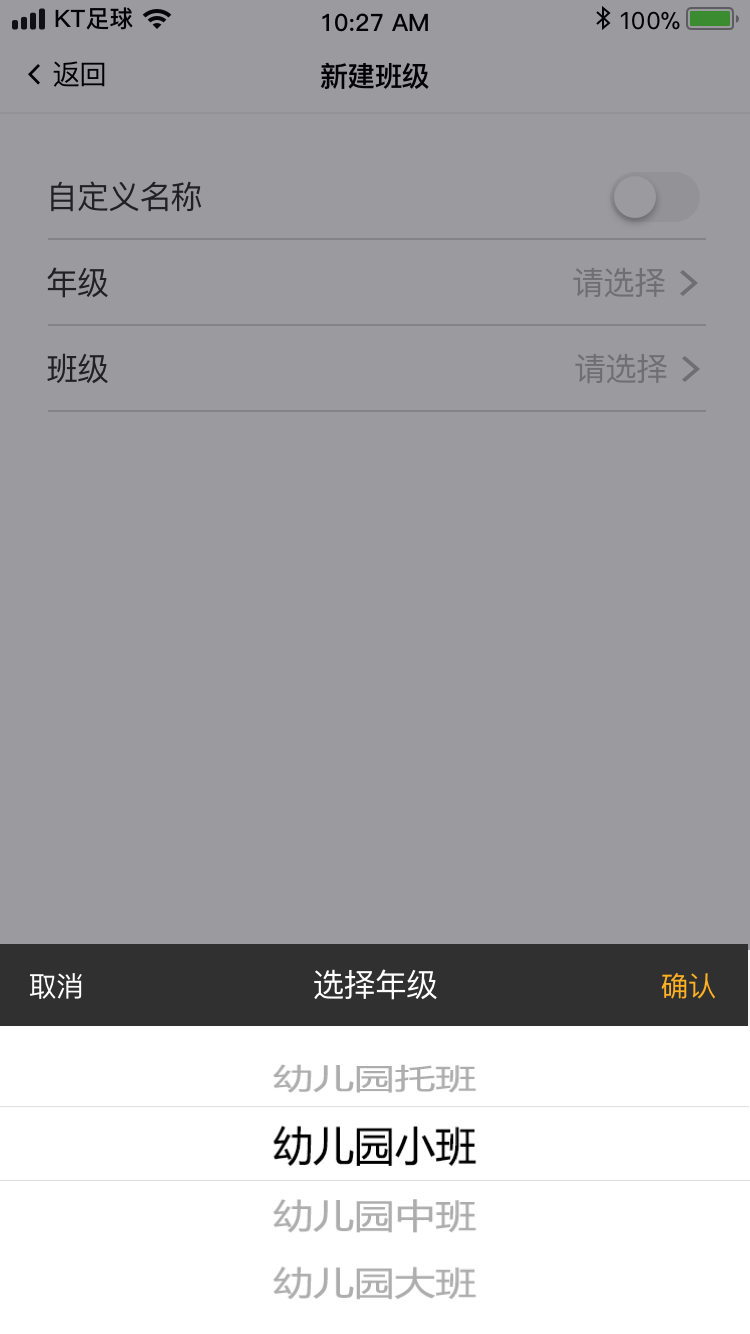 KT足球 10:27 AM 100%
返回 新建班级
自定义名称
年级 请选择
班级 请选择
取消 选择年级 确认
幼儿园托班
幼儿园小班
幼儿园中班
幼儿园大班